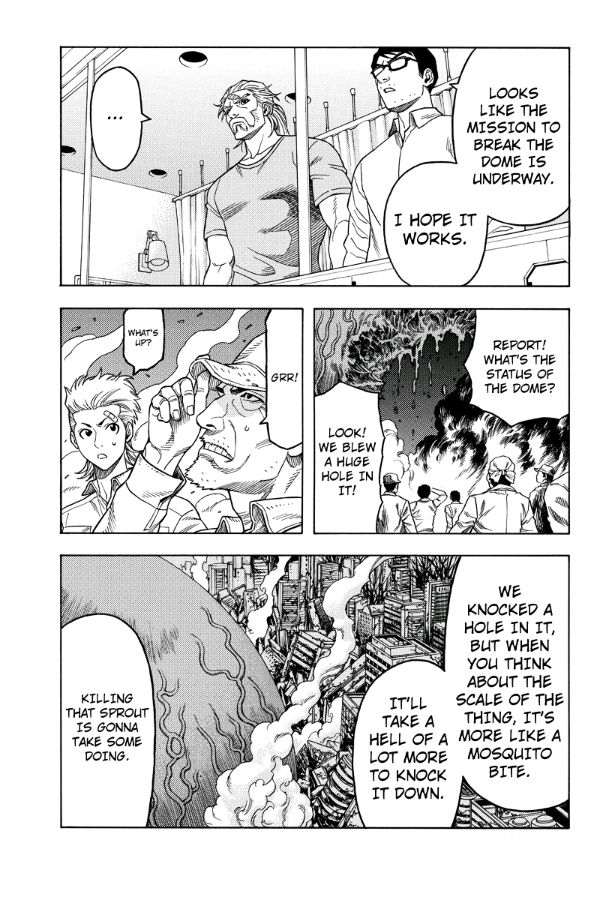 LOOKS
LIKE THE
MISSION TO
BREAK THE
DOME IS
UNDERWAY.
I HOPE IT
WORKS.
...
REPORT!
WHAT'S THE
STATUS OF
THE DOME?
LOOK!
WE BLEW
A HUGE
HOLE IN
IT!
GRR!
WHAT'S
UP?
WE
KNOCKED A
HOLE IN IT,
BUT WHEN
YOU THINK
ABOUT THE
SCALE OF THE
THING, IT'S
MORE LIKE A
MOSQUITO
BITE.
IT'LL
TAKE A
HELL OF A
LOT MORE
TO KNOCK
IT DOWN.
KILLING
THAT SPROUT
IS GONNA
TAKE SOME
DOING.